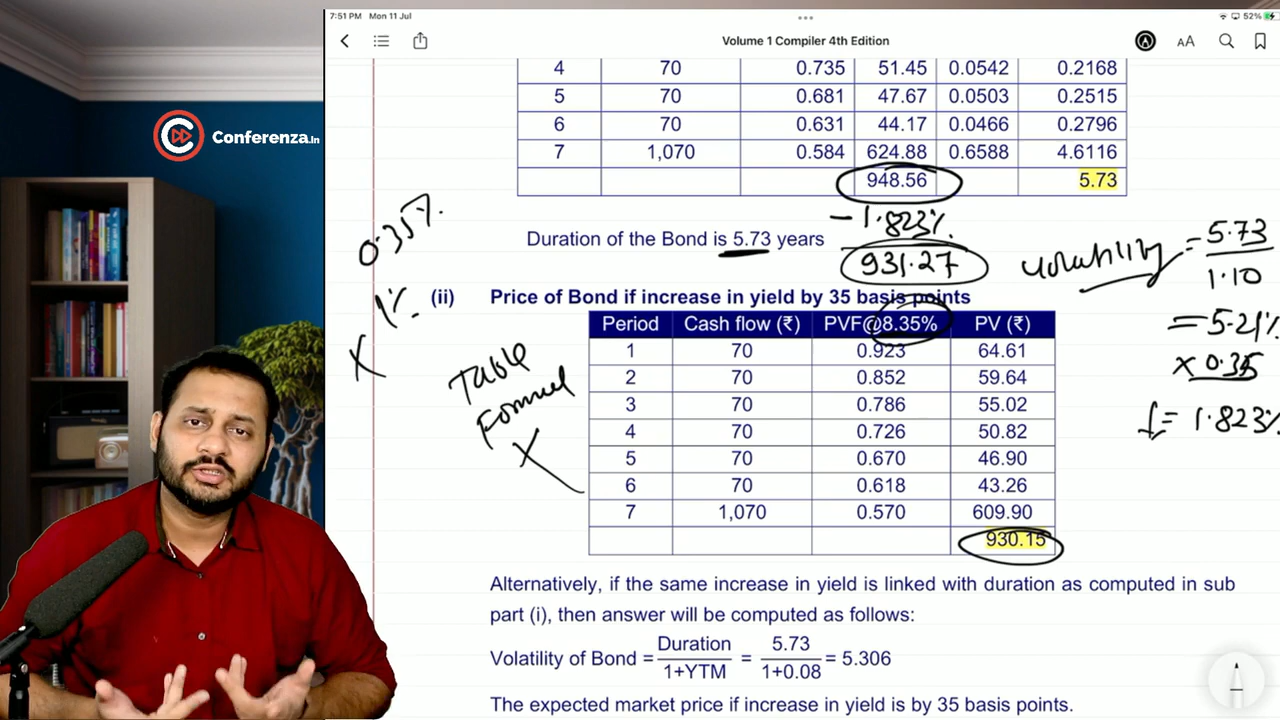 7:51 PM Mon 11 Jul
52%
Volume 1 Compiler 4th Edition
AA
Conferenza.In
4 70 0.735 51.45 0.0542 0.2168
5 70 0.681 47.67 0.0503 0.2515
6 70 0.631 44.17 0.0466 0.2796
7 1,070 0.584 624.88 0.6588 4.6116
948.56 5.73
- 1.823%
931.27
Duration of the Bond is 5.73 years
volatility = 5.73
1.10
= 5.21%
x 0.35
= 1.823%
0.35%
1%
X
(ii) Price of Bond if increase in yield by 35 basis points
Table
X
Period Cash flow (₹) PVF@8.35% PV (₹)
1 70 0.923 64.61
2 70 0.852 59.64
3 70 0.786 55.02
4 70 0.726 50.82
5 70 0.670 46.90
6 70 0.618 43.26
7 1,070 0.570 609.90
930.15
Alternatively, if the same increase in yield is linked with duration as computed in sub
part (i), then answer will be computed as follows:
Volatility of Bond = Duration / 1+YTM = 5.73 / 1+0.08 = 5.306
The expected market price if increase in yield is by 35 basis points.